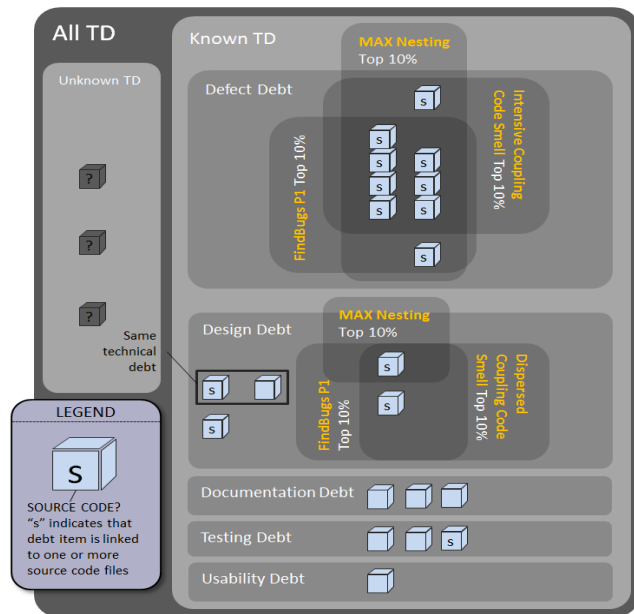 All TD
Known TD
Unknown TD
MAX Nesting
Top 10%
Defect Debt
s
Intensive Coupling
Code Smell Top 10%
FindBugs P1 Top 10%
s
s
s
s
s
s
s
s
?
?
?
Same
technical
debt
Design Debt
MAX Nesting
Top 10%
s
s
s
s
FindBugs P1
Top 10%
Dispersed
Coupling Code
Smell Top 10%
LEGEND
s
SOURCE CODE?
“s” indicates that
debt item is linked
to one or more
source code files
Documentation Debt
Testing Debt
s
Usability Debt